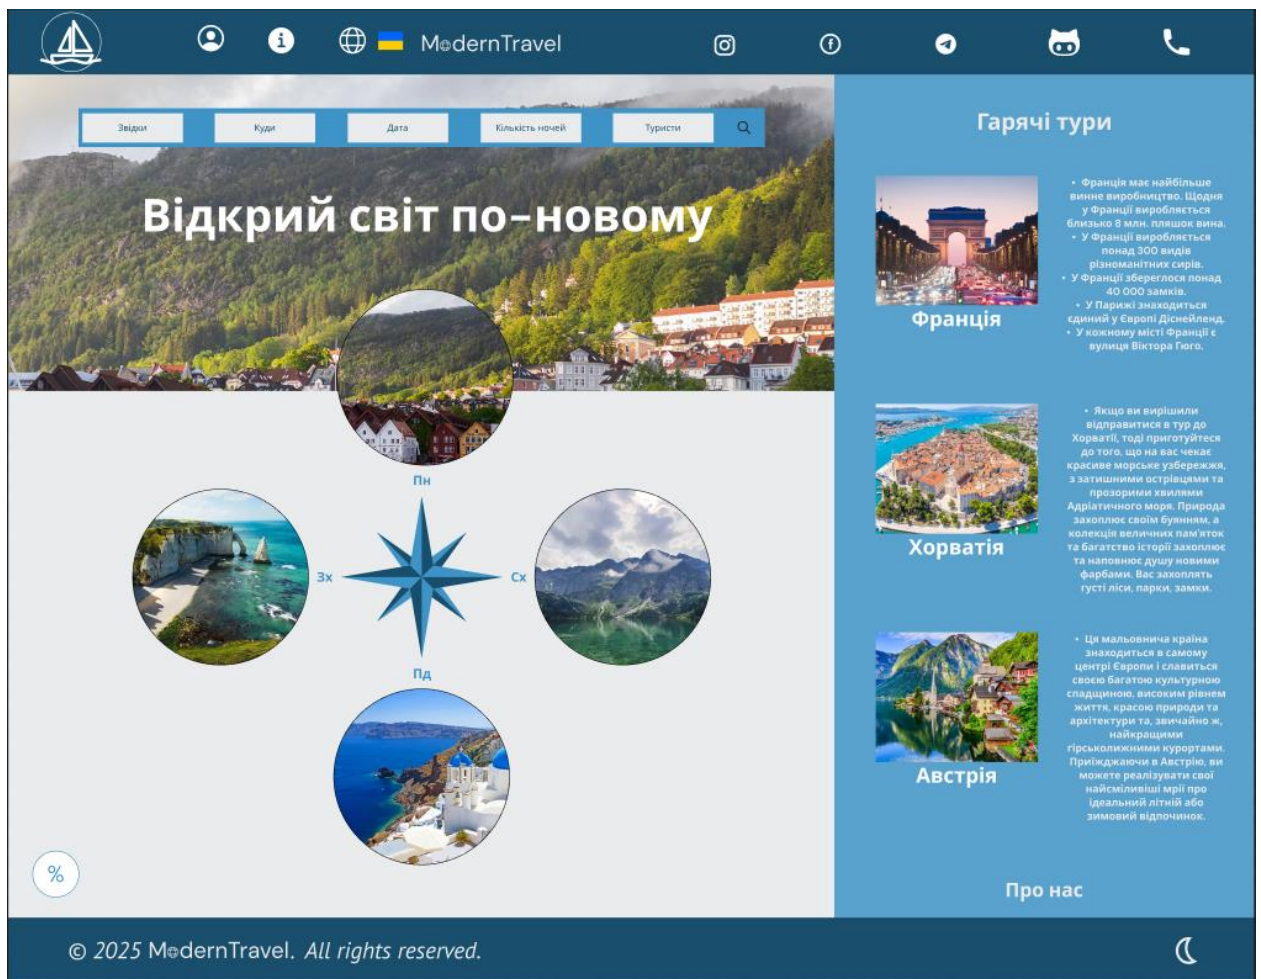 ModernTravel
Звідки
Куди
Дата
Кількість ночей
Туристи
Відкрий світ по-новому
Пн
Зх
Сх
Пд
%
Гарячі тури
• Франція має найбільше
винне виробництво. Щодня
у Франції виробляється
близько 8 млн. пляшок вина.
• У Франції виробляється
понад 300 видів
різноманітних сирів.
• У Франції збереглося понад
40 000 замків.
• У Парижі знаходиться
єдиний у Європі Діснейленд.
• У кожному місті Франції є
вулиця Віктора Гюго.
Франція
• Якщо ви вирішили
відправитися в тур до
Хорватії, тоді приготуйтеся
до того, що на вас чекає
красиве морське узбережжя,
з затишними острівцями та
прозорими хвилями
Адріатичного моря. Природа
захоплює своїм буянням, а
колекція величних пам'яток
та багатство історії захоплює
та наповнює душу новими
фарбами. Вас захоплять
густі ліси, парки, замки.
Хорватія
• Ця мальовнича країна
знаходиться в самому
центрі Європи і славиться
своєю багатою культурною
спадщиною, високим рівнем
життя, красою природи та
архітектури та, звичайно ж,
найкращими
гірськолижними курортами.
Приїжджаючи в Австрію, ви
можете реалізувати свої
найсміливіші мрії про
ідеальний літній або
зимовий відпочинок.
Австрія
Про нас
© 2025 ModernTravel. All rights reserved.